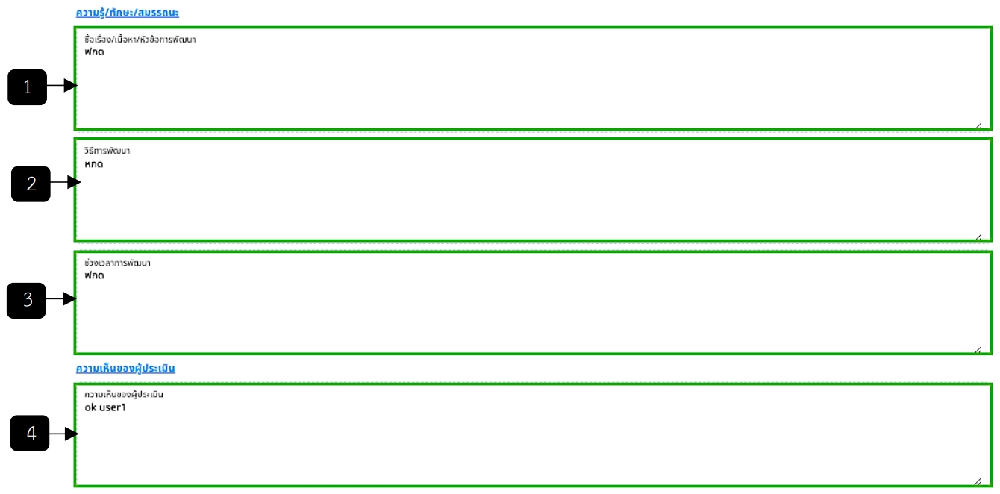 ความรู้/ทักษะ/สมรรถนะ
ชื่อเรื่อง/เนื้อหา/หัวข้อการพัฒนา
ฟกด
1
วิธีการพัฒนา
หกด
2
ช่วงเวลาการพัฒนา
ฟกด
3
ความเห็นของผู้ประเมิน
ความเห็นของผู้ประเมิน
ok user1
4